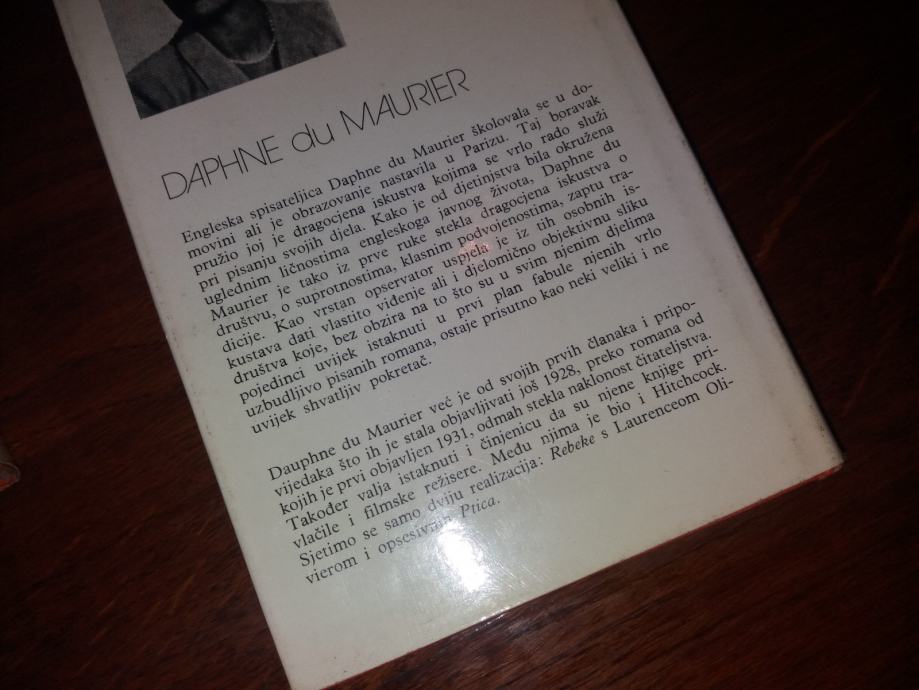 DAPHNE du MAURIER
Engleska spisateljica Daphne du Maurier školovala se u do-
movini ali je obrazovanje nastavila u Parizu. Taj boravak
pružio joj je dragocjena iskustva kojima se vrlo rado služi
pri pisanju svojih djela. Kako je od djetinjstva bila okružena
uglednim ličnostima engleskoga javnog života, Daphne du
Maurier je tako iz prve ruke stekla dragocjena iskustva o
društvu, o suprotnostima, klasnim podvojenostima, zaptu tra-
dicije. Kao vrstan opservator uspjela je iz tih osobnih is-
kustava dati vlastito viđenje ali i djelomično objektivnu sliku
društva koje, bez obzira na to što su u svim njenim djelima
pojedinci uvijek istaknuti u prvi plan fabule njenih vrlo
uzbudljivo pisanih romana, ostaje prisutno kao neki veliki i ne
uvijek shvatljiv pokretač.
Dauphne du Maurier već je od svojih prvih članaka i pripo-
vijedaka što ih je stala objavljivati još 1928, preko romana od
kojih je prvi objavljen 1931, odmah stekla naklonost čitateljstva.
Također valja istaknuti i činjenicu da su njene knjige pri-
vlačile i filmske režisere. Među njima je bio i Hitchcock.
Sjetimo se samo dviju realizacija: Rebeke s Laurenceom Oli-
vierom i opsesivnih Ptica.